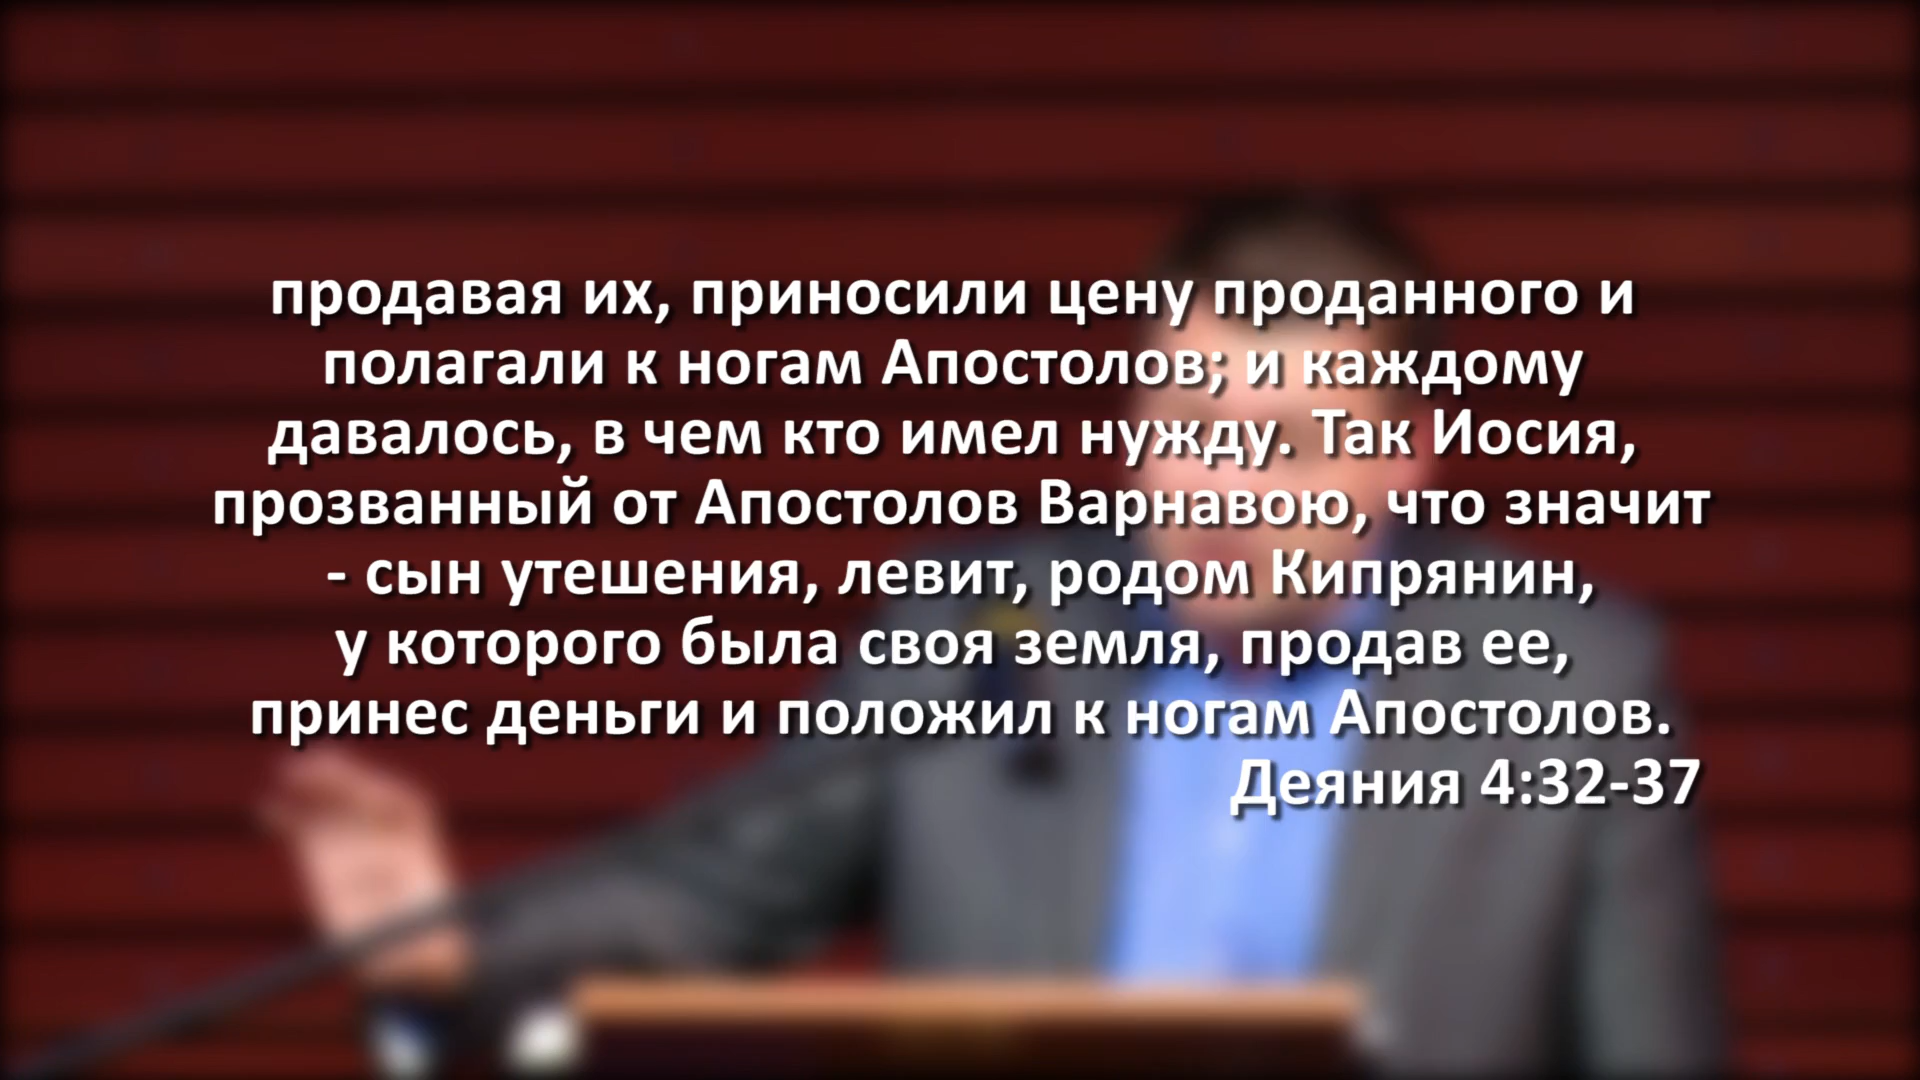 продавая их, приносили цену проданного и
полагали к ногам Апостолов; и каждому
давалось, в чем кто имел нужду. Так Иосия,
прозванный от Апостолов Варнавою, что значит
- сын утешения, левит, родом Кипрянин,
у которого была своя земля, продав ее,
принес деньги и положил к ногам Апостолов.
Деяния 4:32-37